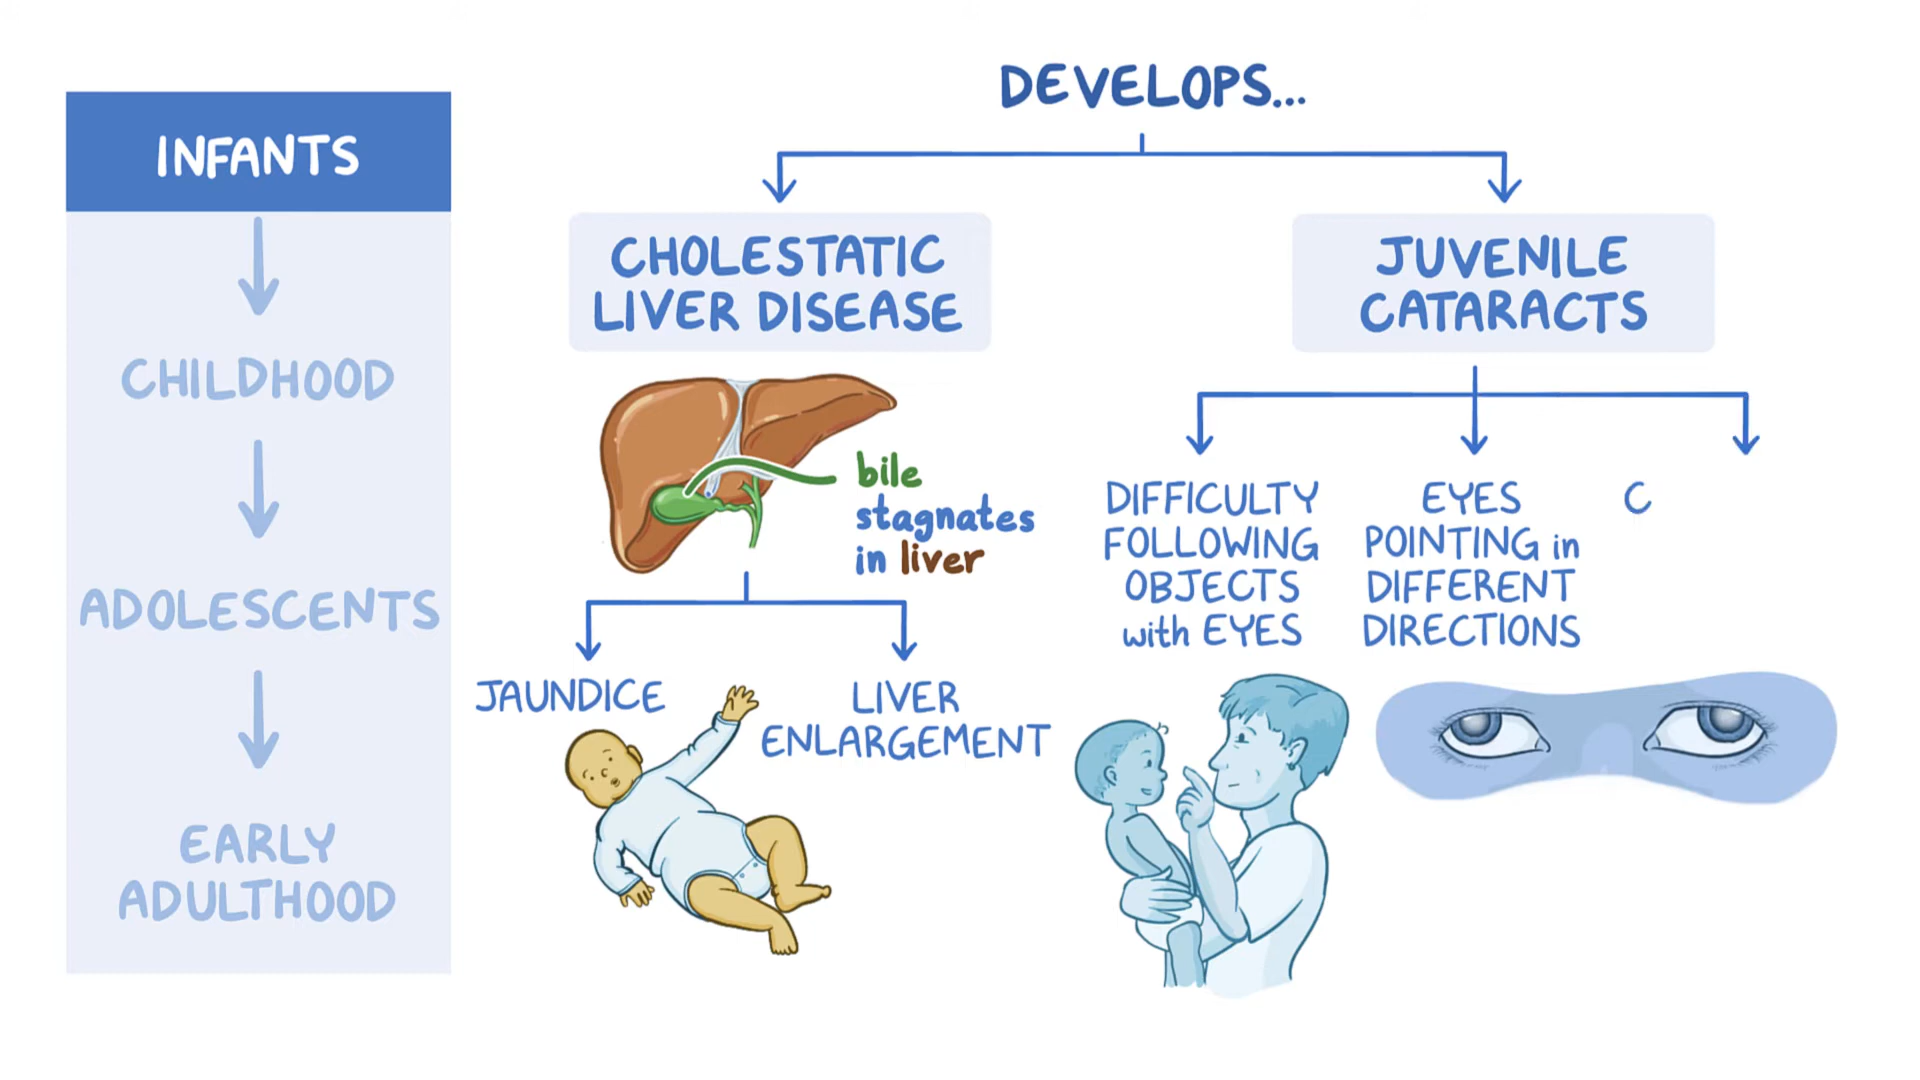 DEVELOPS...
INFANTS
CHILDHOOD
ADOLESCENTS
EARLY
ADULTHOOD
CHOLESTATIC
LIVER DISEASE
bile
stagnates
in liver
JAUNDICE
LIVER
ENLARGEMENT
JUVENILE
CATARACTS
DIFFICULTY
FOLLOWING
OBJECTS
with EYES
EYES
POINTING in
DIFFERENT
DIRECTIONS
C